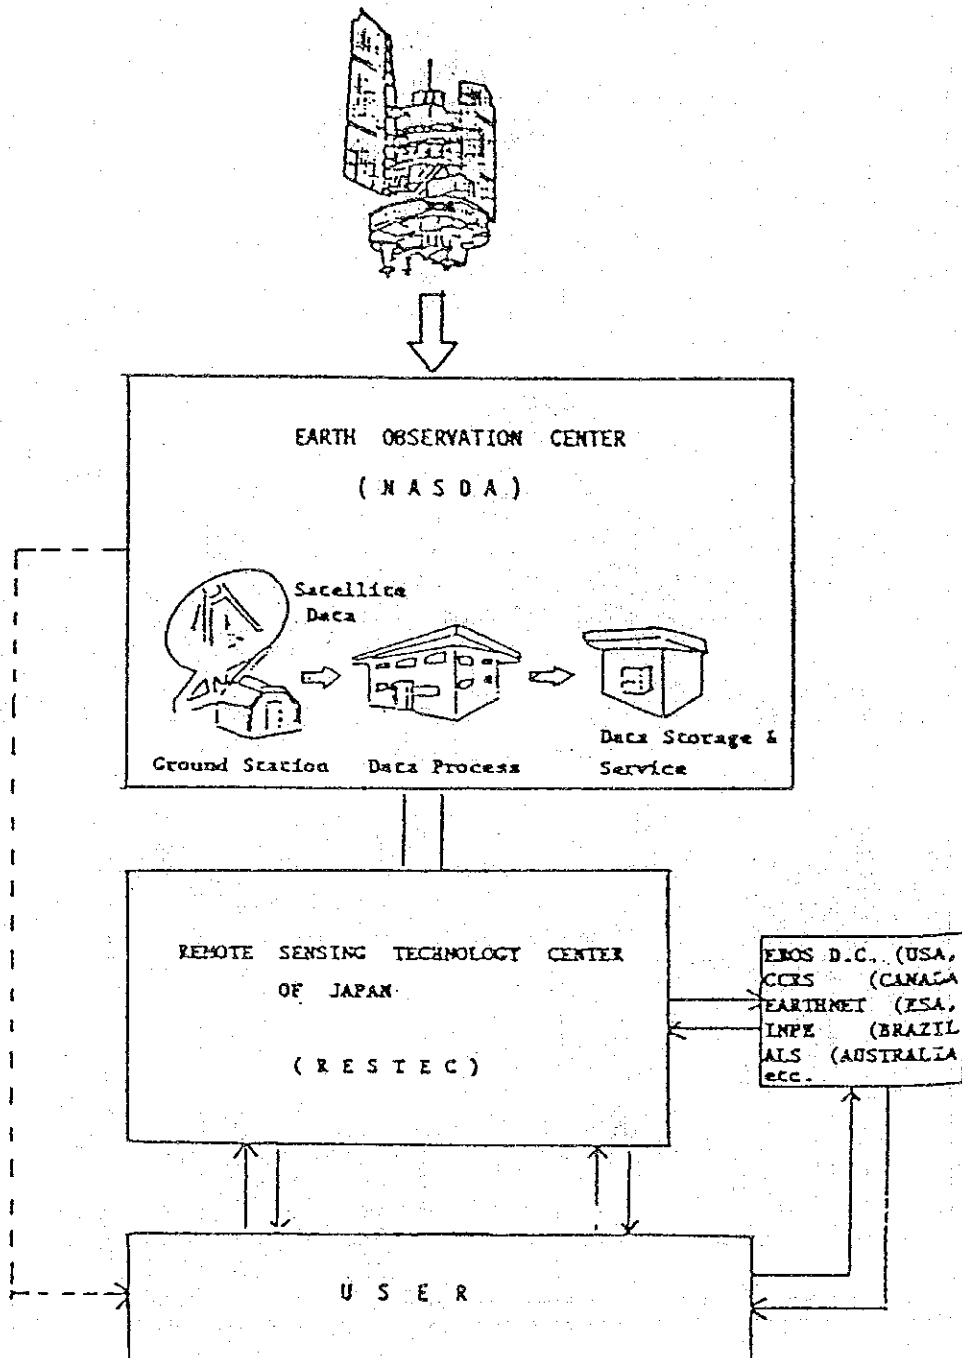 EARTH OBSERVATION CENTER
( N A S D A )
Satellite
Data
Ground Station
Data Process
Data Storage &
Service
REMOTE SENSING TECHNOLOGY CENTER
OF JAPAN
( R E S T E C )
EROS D.C. (USA,
CCRS (CANADA
EARTHNET (ESA,
INPE (BRAZIL
ALS (AUSTRALIA
etc.
U S E R